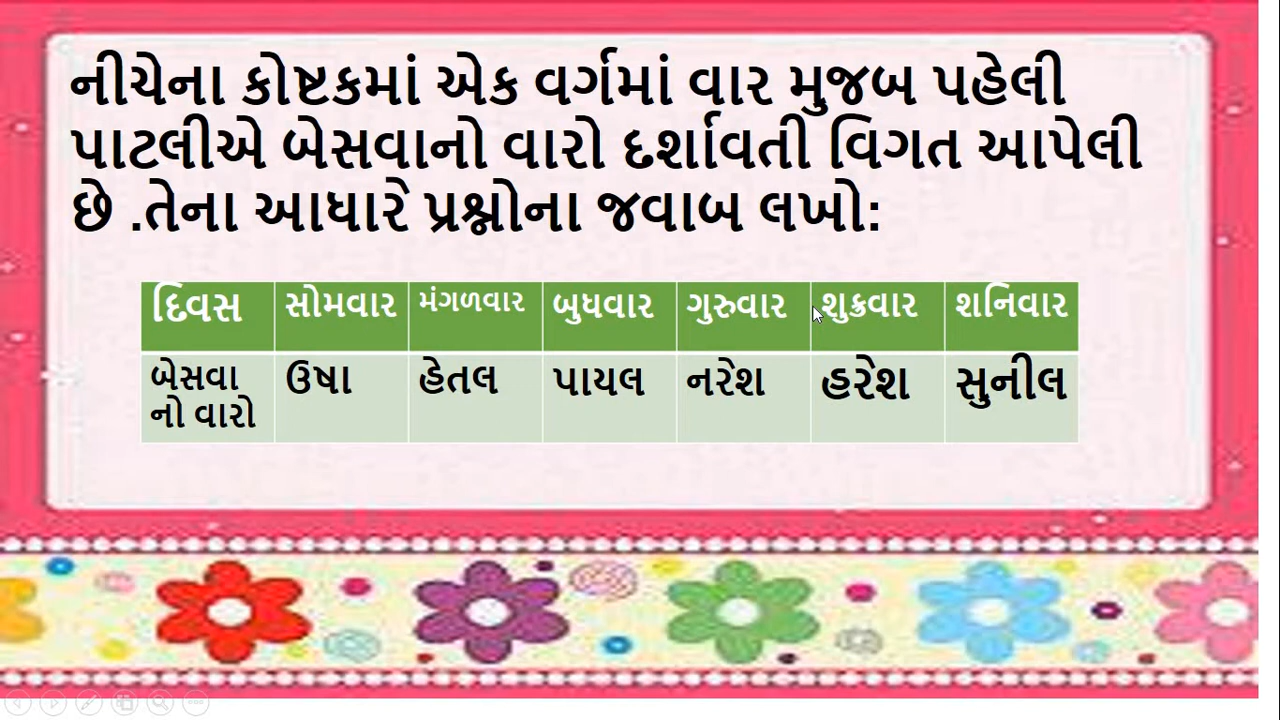 નીચેના કોષ્ટકમાં એક વર્ગમાં વાર મુજબ પહેલી
પાટલીએ બેસવાનો વારો દર્શાવતી વિગત આપેલી
છે .તેના આધારે પ્રશ્નોના જવાબ લખો:
દિવસ સોમવાર મંગળવાર બુધવાર ગુરુવાર શુક્રવાર શનિવાર
બેસવા ઉષા હેતલ પાયલ નરેશ હરેશ સુનીલ
નો વારો